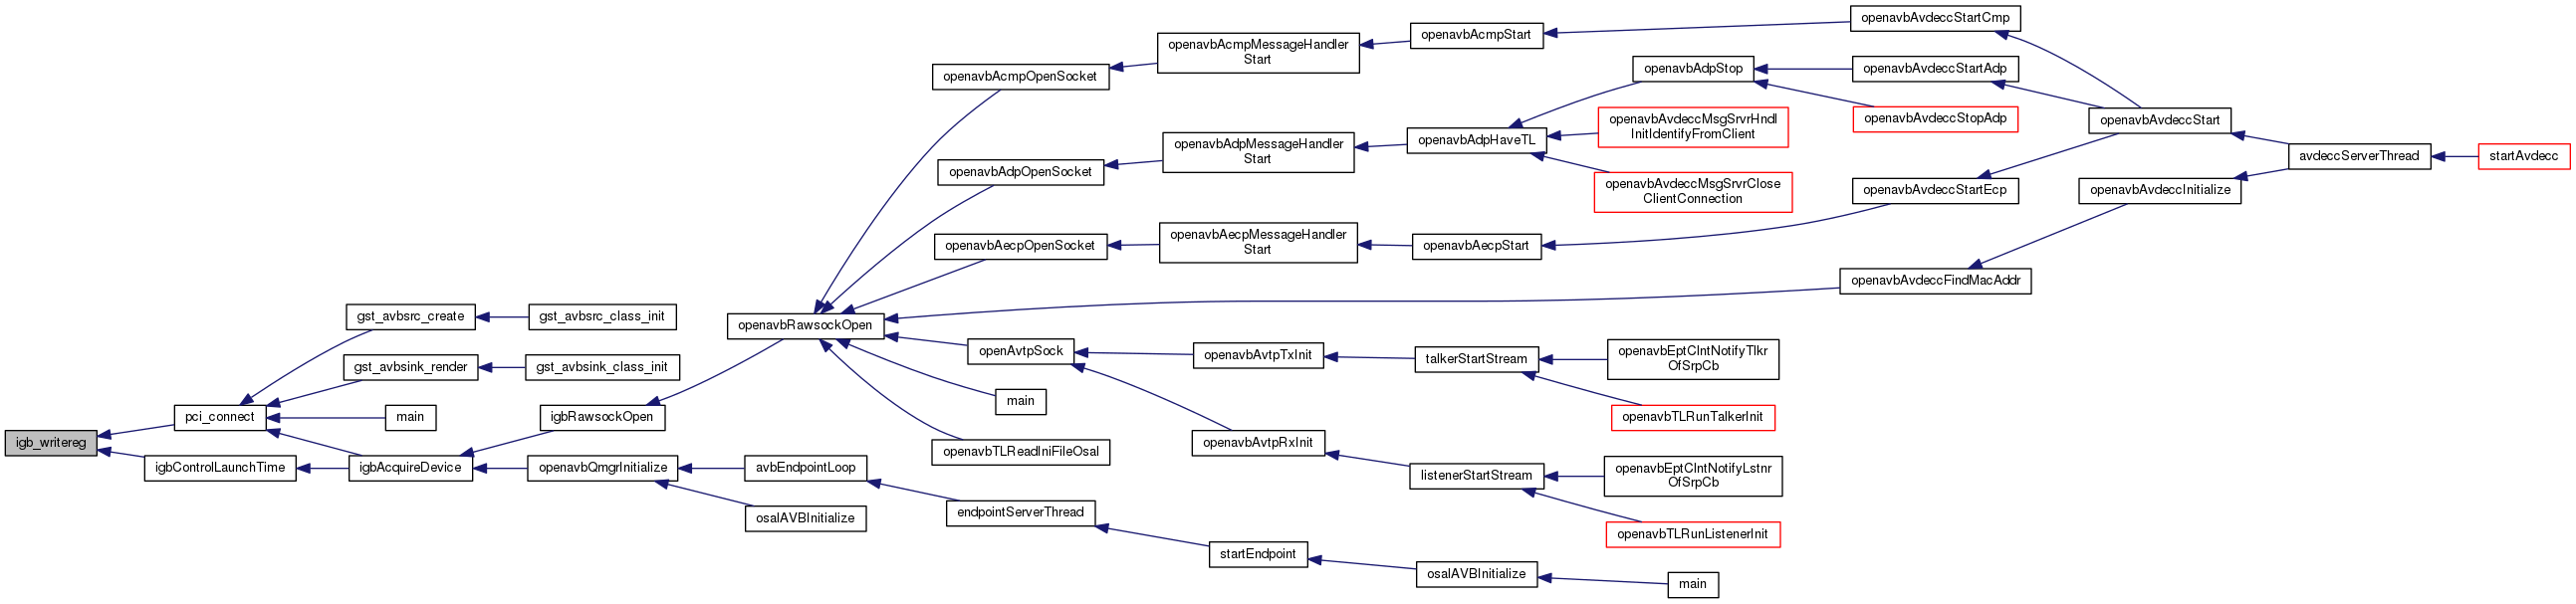 igb_writereg
pci_connect
igbControlLaunchTime
gst_avbsrc_create
gst_avbsink_render
main
igbAcquireDevice
gst_avbsrc_class_init
gst_avbsink_class_init
igbRawsockOpen
openavbQmgrInitialize
openavbRawsockOpen
avbEndpointLoop
osalAVBInitialize
openavbAcmpOpenSocket
openavbAdpOpenSocket
openavbAecpOpenSocket
openAvtpSock
main
openavbTLReadIniFileOsal
endpointServerThread
openavbAcmpMessageHandler
Start
openavbAdpMessageHandler
Start
openavbAecpMessageHandler
Start
openavbAvtpTxInit
openavbAvtpRxInit
startEndpoint
openavbAcmpStart
openavbAdpHaveTL
openavbAecpStart
talkerStartStream
listenerStartStream
osalAVBInitialize
openavbAdpStop
openavbAvdeccMsgSrvrHndl
InitIdentifyFromClient
openavbAvdeccMsgSrvrClose
ClientConnection
openavbEptClntNotifyTlkr
OfSrpCb
openavbTLRunTalkerInit
openavbEptClntNotifyLstnr
OfSrpCb
openavbTLRunListenerInit
main
openavbAvdeccStartCmp
openavbAvdeccStartAdp
openavbAvdeccStopAdp
openavbAvdeccStartEcp
openavbAvdeccFindMacAddr
openavbAvdeccStart
openavbAvdeccInitialize
avdeccServerThread
startAvdecc